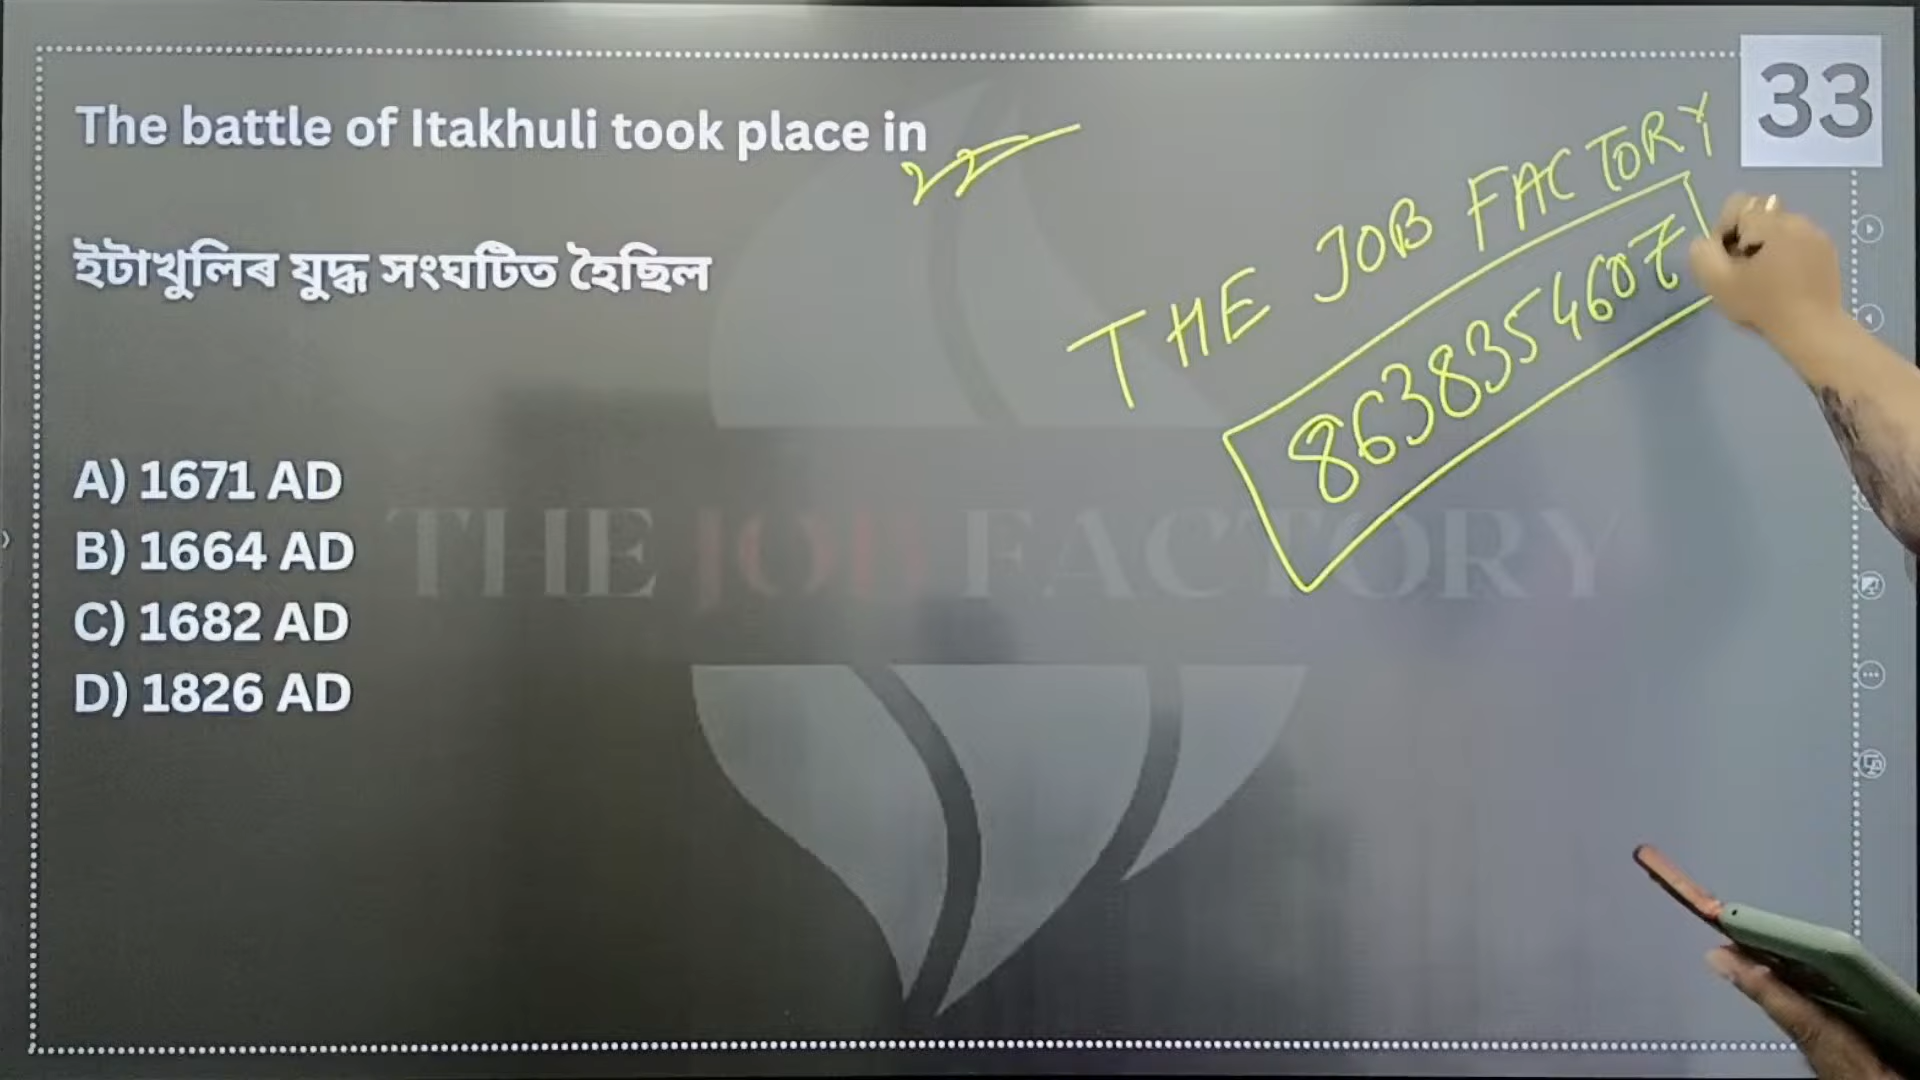 33
The battle of Itakhuli took place in
ইটাখুলিৰ যুদ্ধ সংঘটিত হৈছিল
THE JOB FACTORY
8638354607
A) 1671 AD
B) 1664 AD
C) 1682 AD
D) 1826 AD
THE JOB FACTORY